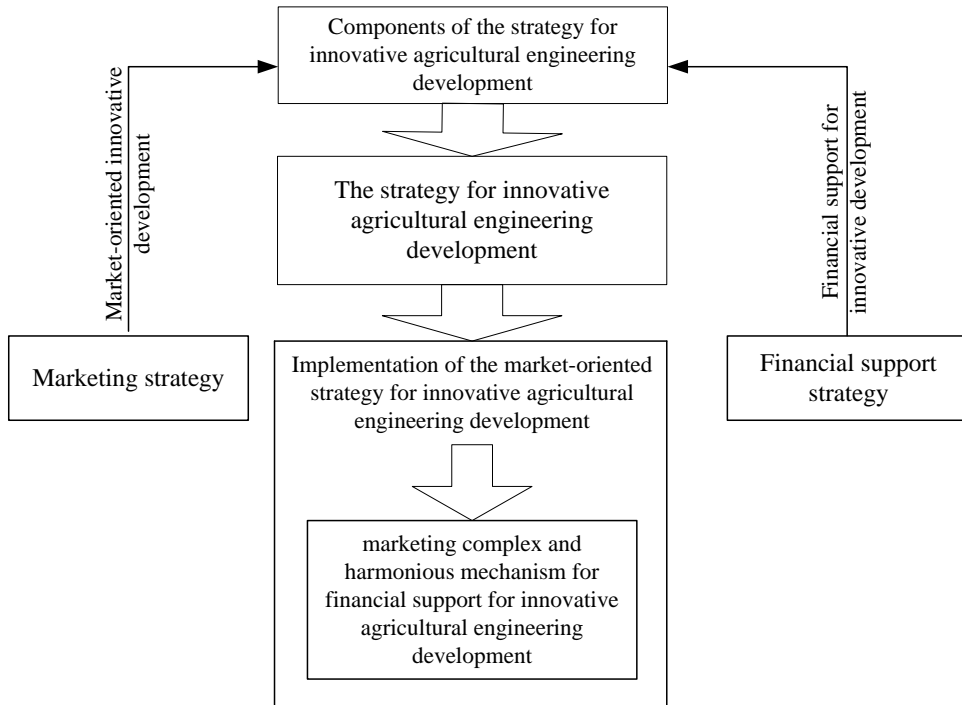 Components of the strategy for
innovative agricultural engineering
development
Market-oriented innovative
development
Financial support for
innovative development
The strategy for innovative
agricultural engineering
development
Marketing strategy
Implementation of the market-oriented
strategy for innovative agricultural
engineering development
Financial support
strategy
marketing complex and
harmonious mechanism for
financial support for innovative
agricultural engineering
development